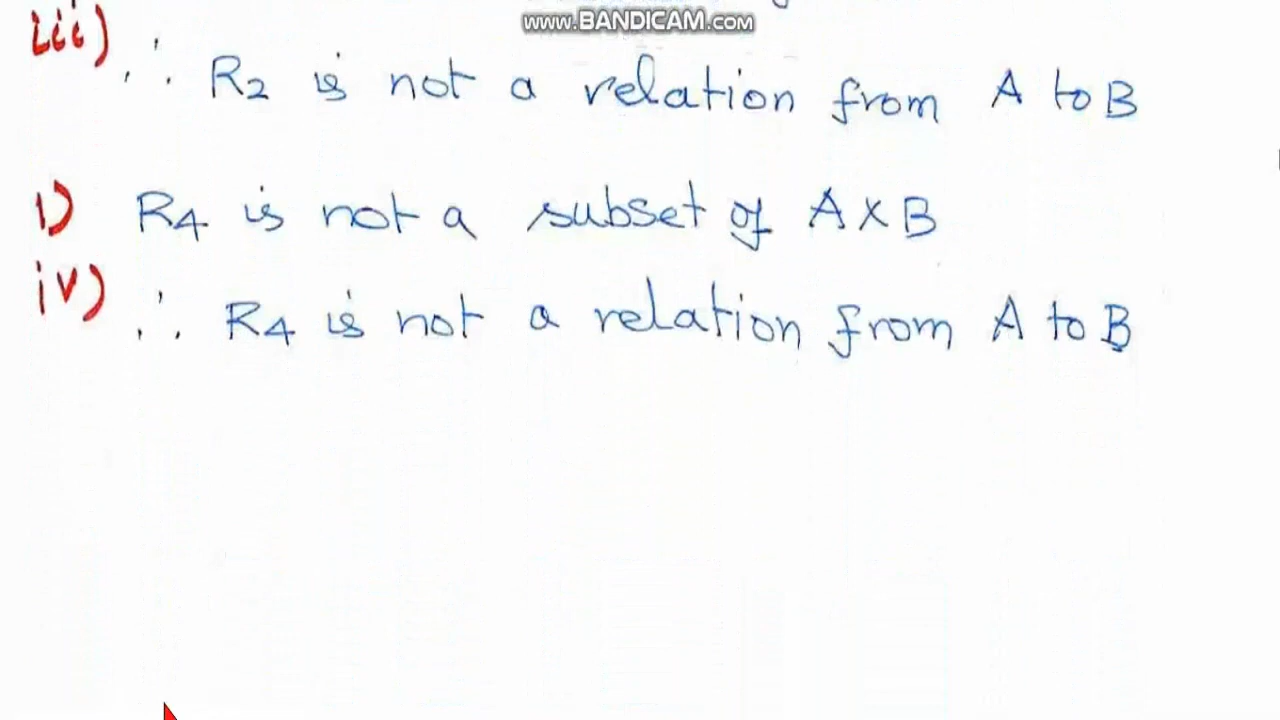 www.BANDICAM.com
iii) ∴ R2 is not a relation from A to B
1) R4 is not a subset of A X B
iv) ∴ R4 is not a relation from A to B